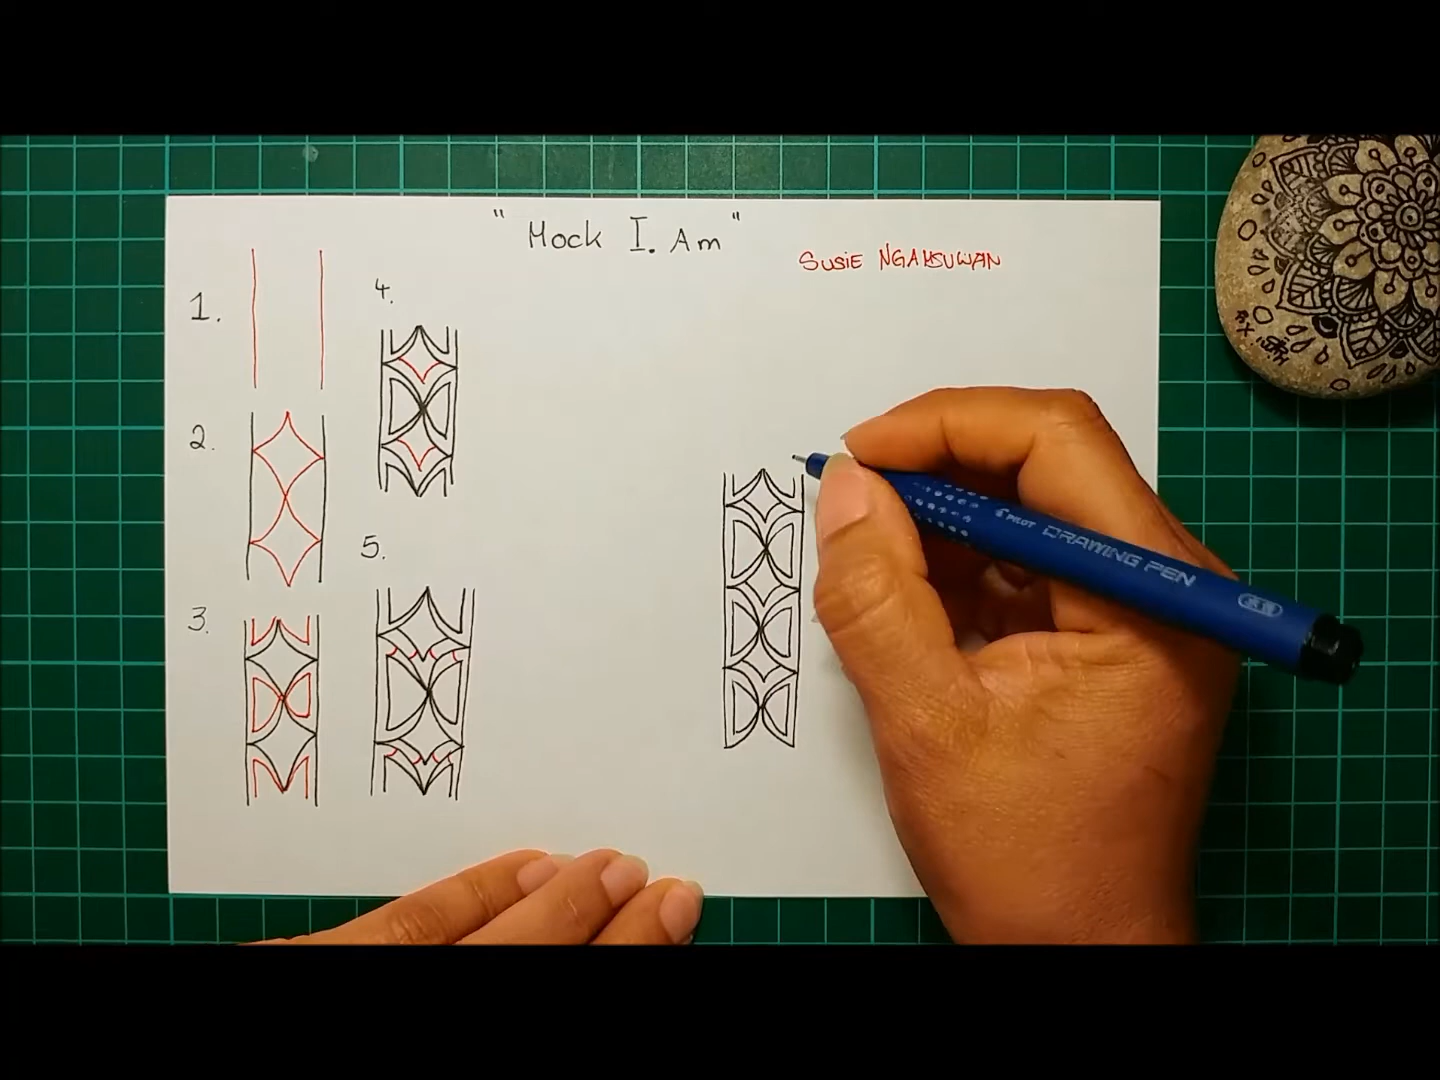 "Mock I. Am"
SUSIE NGAMSUWAN
1.
2.
3.
4.
5.
PILOT DRAWING PEN